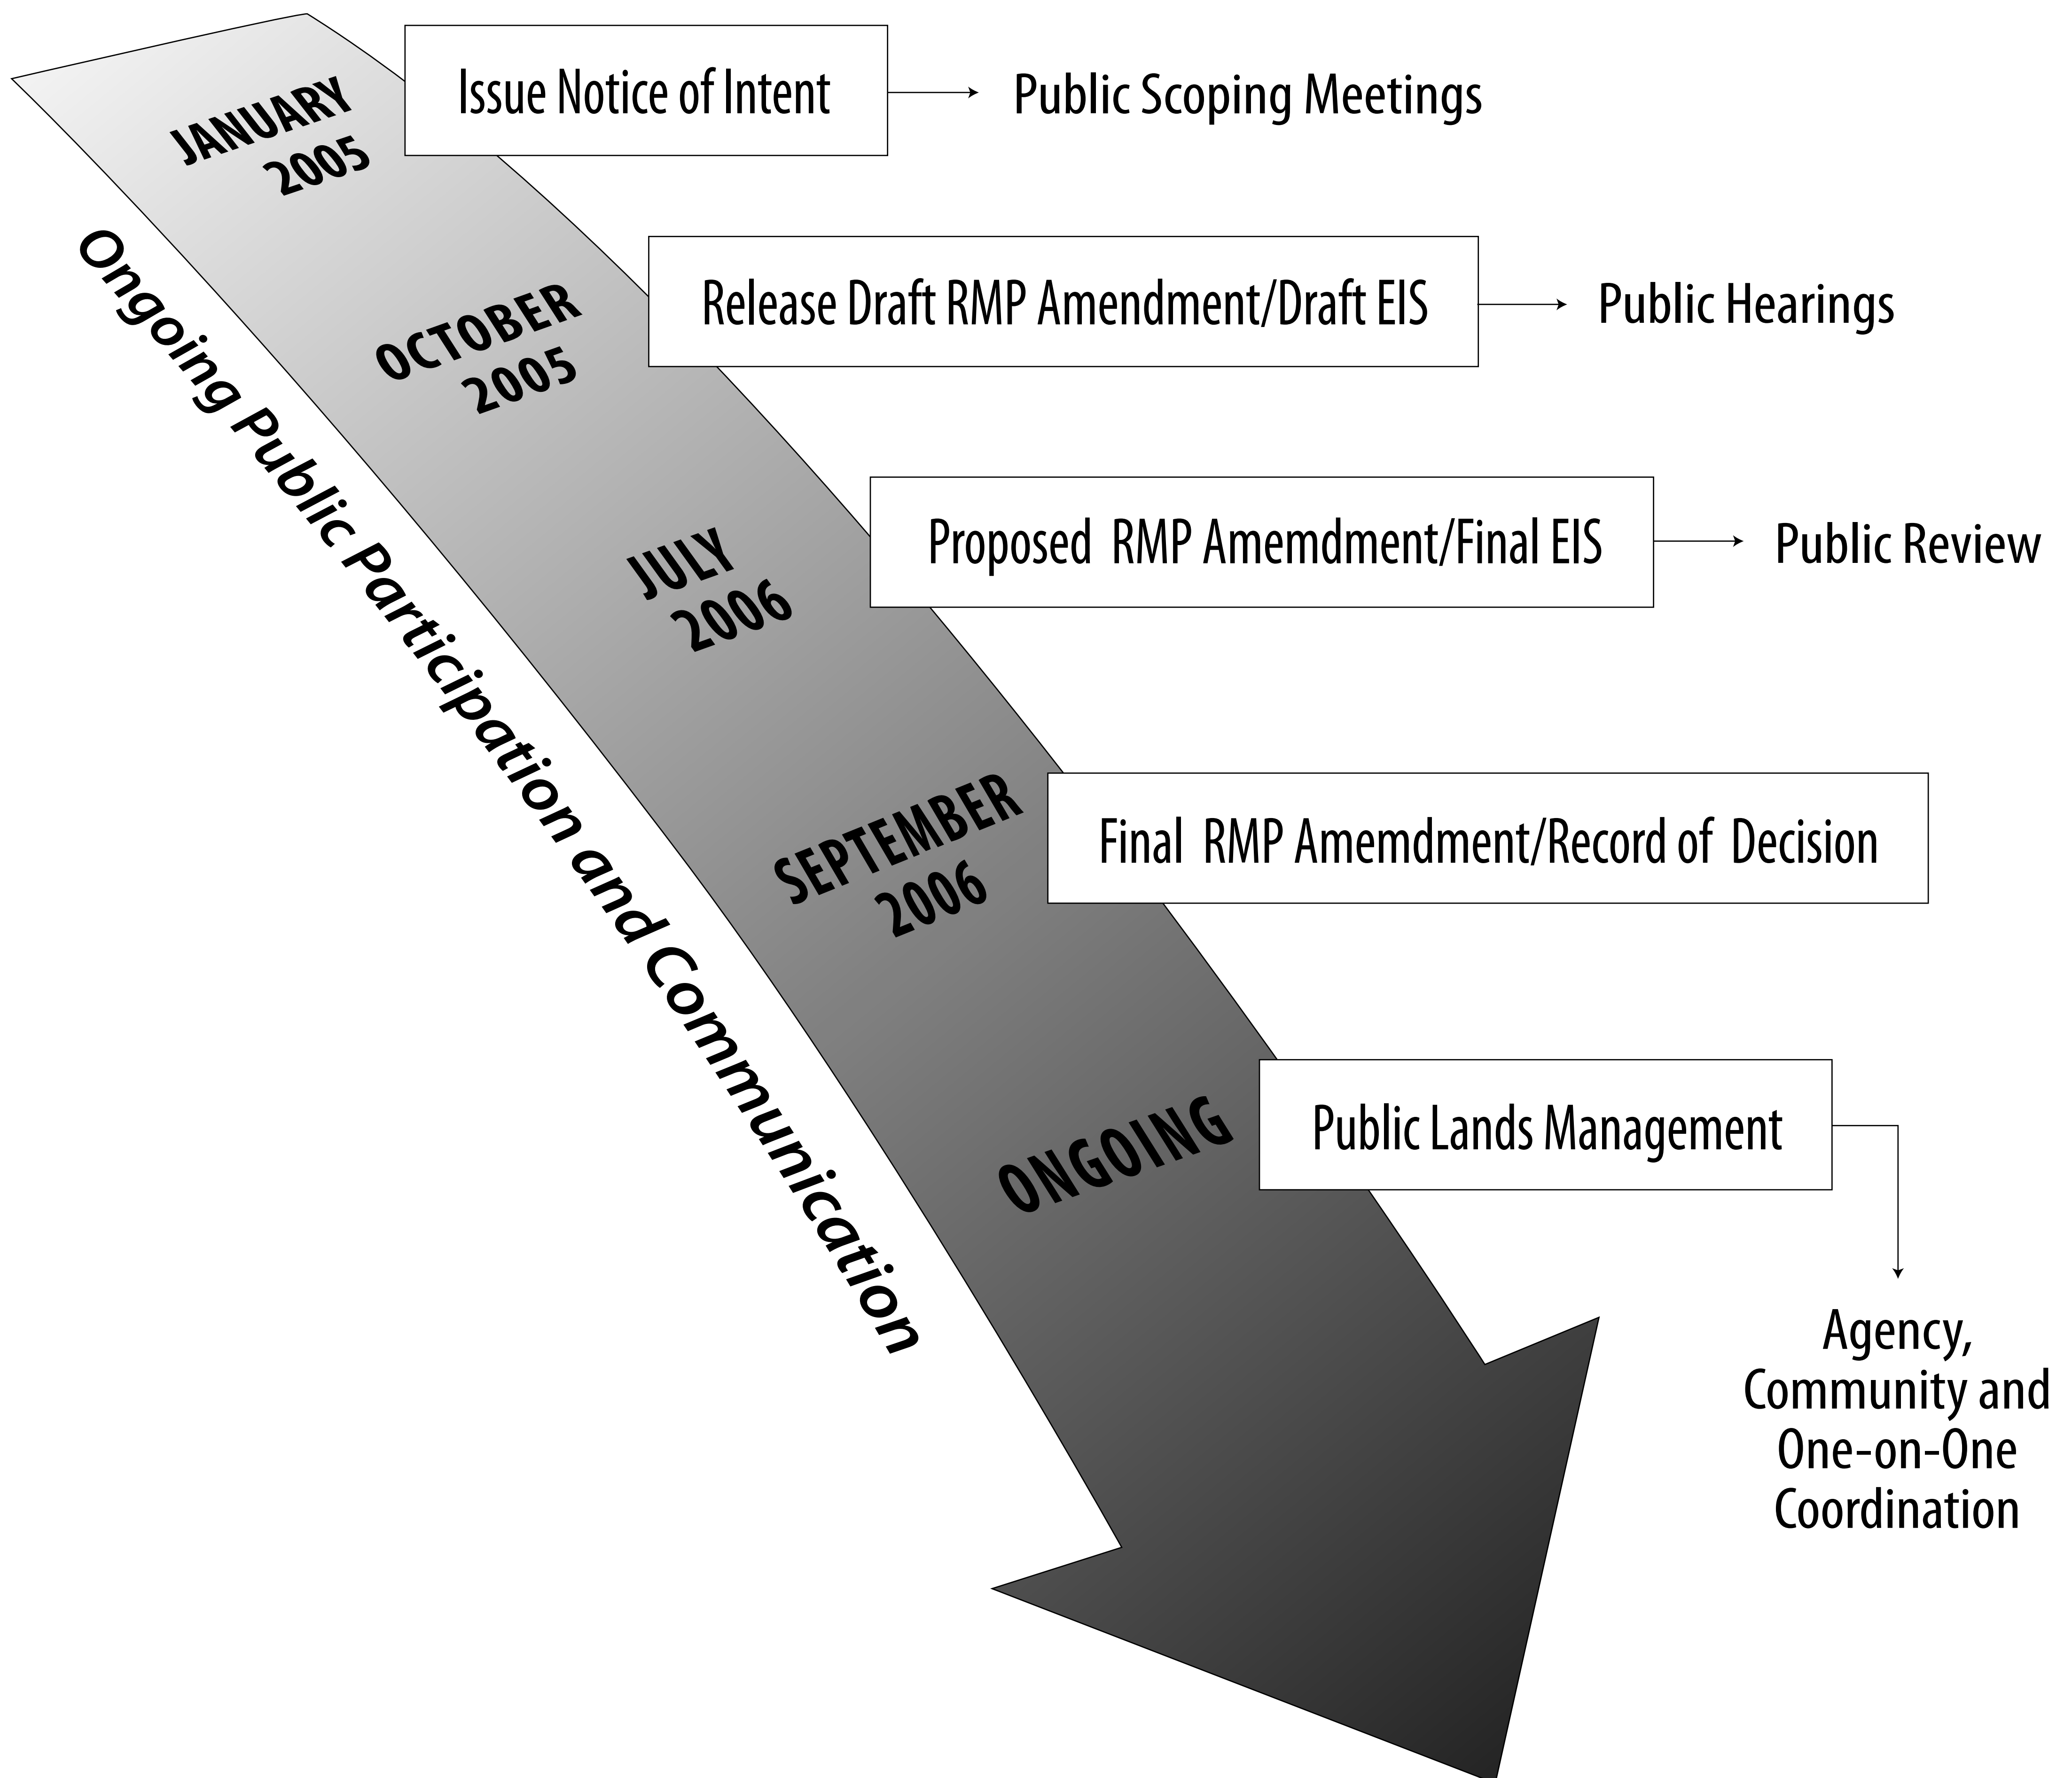 JANUARY
2005
Issue Notice of Intent
Public Scoping Meetings
OCTOBER
2005
Release Draft RMP Amendment/Draft EIS
Public Hearings
JULY
2006
Proposed RMP Amemdment/Final EIS
Public Review
SEPTEMBER
2006
Final RMP Amemdment/Record of Decision
ONGOING
Public Lands Management
Agency,
Community and
One-on-One
Coordination
Ongoing Public Participation and Communication